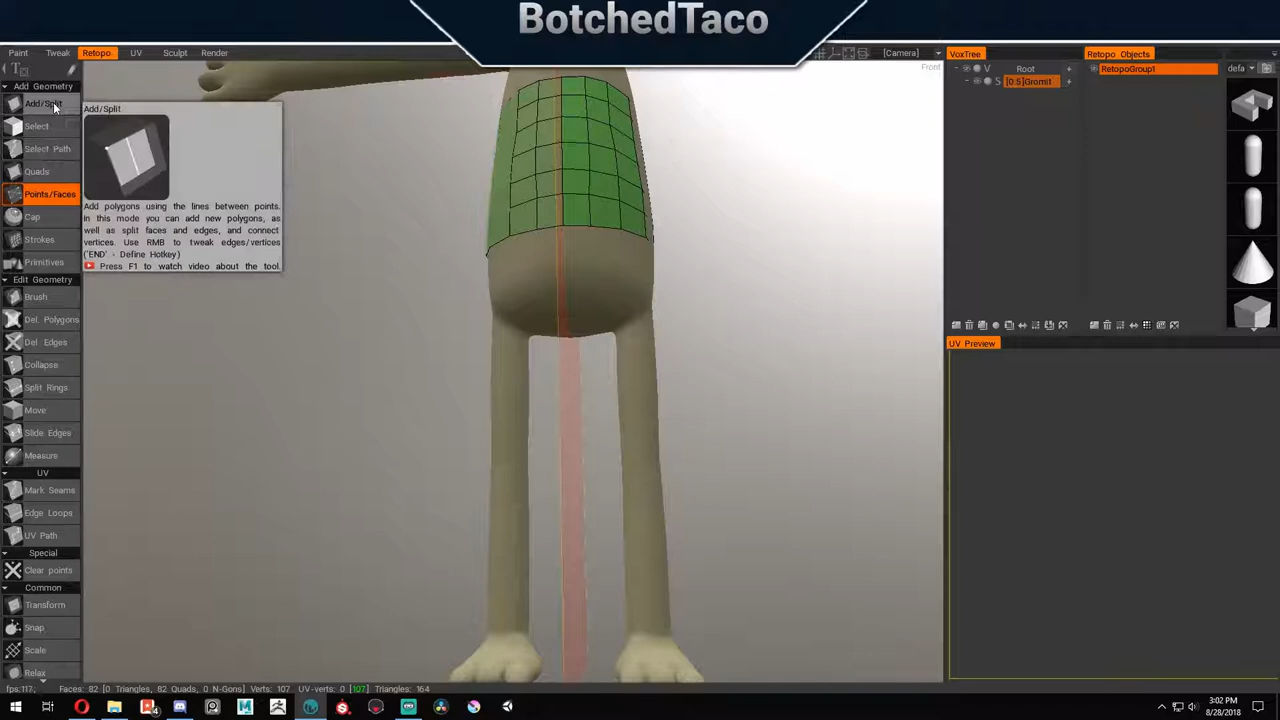 BotchedTaco
Paint Tweak Retopo UV Sculpt Render
[Camera]
VoxTree Retopo Objects
Front
Add Geometry
V Root +
RetopoGroup1
defa
S [0.5]Gromit +
Add/Split
Select
Select Path
Quads
Points/Faces
Cap
Strokes
Primitives
Add/Split
Add polygons using the lines between points.
In this mode you can add new polygons, as
well as split faces and edges, and connect
vertices. Use RMB to tweak edges/vertices
('END' - Define Hotkey)
Press F1 to watch video about the tool.
Edit Geometry
Brush
Del. Polygons
Del Edges
Collapse
Split Rings
Move
Slide Edges
Measure
UV
Mark Seams
Edge Loops
UV Path
Special
Clear points
Common
Transform
Snap
Scale
Relax
UV Preview
Faces: 82 [0 Triangles, 82 Quads, 0 N-Gons] Verts: 107 UV-verts: 0 [107] Triangles: 164
3:02 PM
8/28/2018